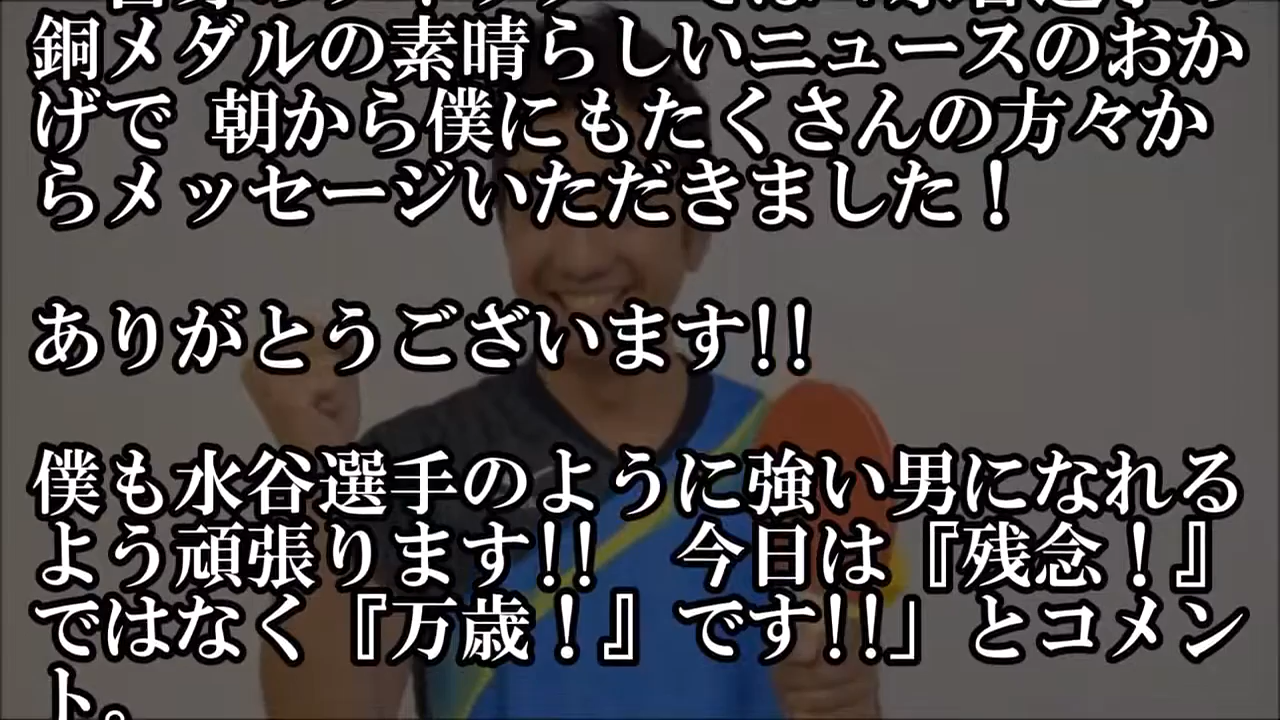 銅メダルの素晴らしいニュースのおか
げで 朝から僕にもたくさんの方々か
らメッセージいただきました！
ありがとうございます!!
僕も水谷選手のように強い男になれる
よう頑張ります!! 今日は『残念！』
ではなく『万歳！』です!!」とコメン
ト。